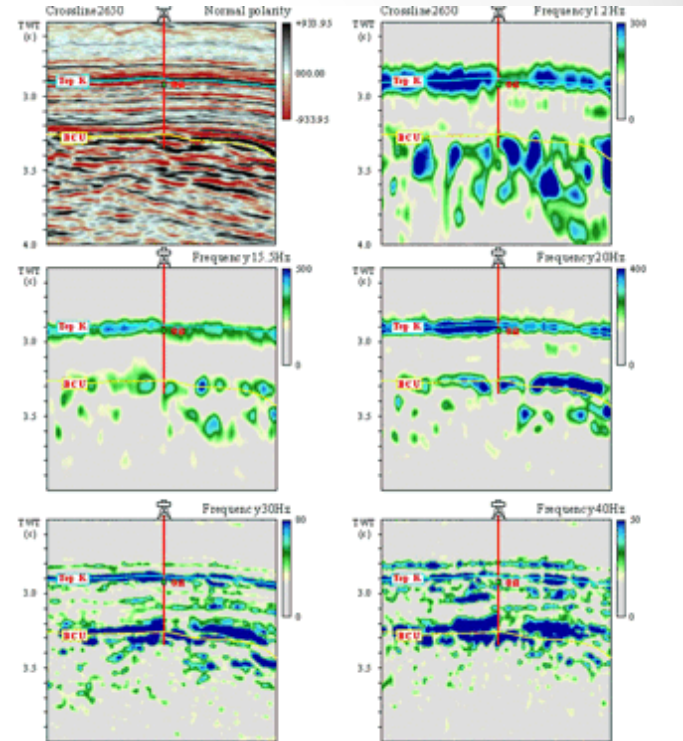 Crossline2650 Normal polarity
TWT
(s)
+933.95
000.00
-933.95
Top K
BCU
3.0
3.5
4.0
Crossline2650 Frequency12Hz
TWT
(s)
300
0
Top K
BCU
3.0
3.5
4.0
Frequency15.5Hz
TWT
(s)
500
0
Top K
BCU
3.0
3.5
Frequency20Hz
TWT
(s)
400
0
Top K
BCU
3.0
3.5
Frequency30Hz
TWT
(s)
80
0
Top K
BCU
3.0
3.5
Frequency40Hz
TWT
(s)
50
0
Top K
BCU
3.0
3.5